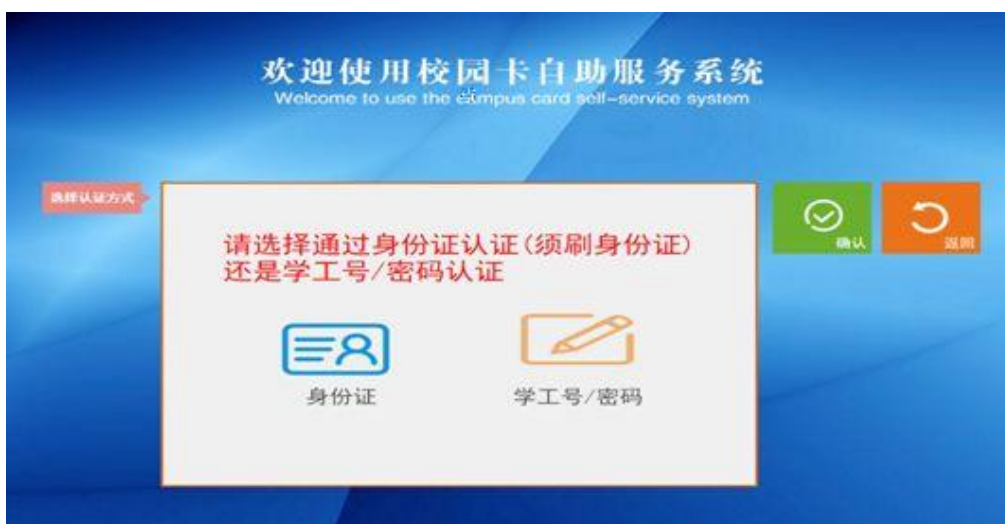 欢迎使用校园卡自助服务系统
Welcome to use the campus card self-service system
选择认证方式
请选择通过身份证认证(须刷身份证)
还是学工号/密码认证
确认
返回
身份证
学工号/密码